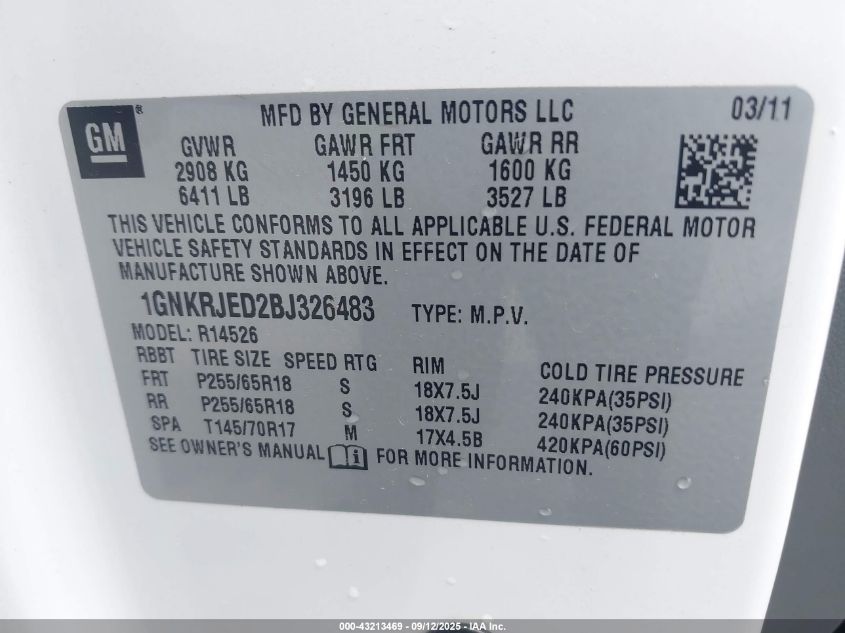 GM ®
MFD BY GENERAL MOTORS LLC 03/11
GVWR GAWR FRT GAWR RR
2908 KG 1450 KG 1600 KG
6411 LB 3196 LB 3527 LB
THIS VEHICLE CONFORMS TO ALL APPLICABLE U.S. FEDERAL MOTOR
VEHICLE SAFETY STANDARDS IN EFFECT ON THE DATE OF
MANUFACTURE SHOWN ABOVE.
1GNKRJED2BJ326483 TYPE: M.P.V.
MODEL: R14526
RBBT TIRE SIZE SPEED RTG RIM COLD TIRE PRESSURE
FRT P255/65R18 S 18X7.5J 240KPA(35PSI)
RR P255/65R18 S 18X7.5J 240KPA(35PSI)
SPA T145/70R17 M 17X4.5B 420KPA(60PSI)
SEE OWNER'S MANUAL i FOR MORE INFORMATION.
000-43213469 - 09/12/2025 - IAA Inc.